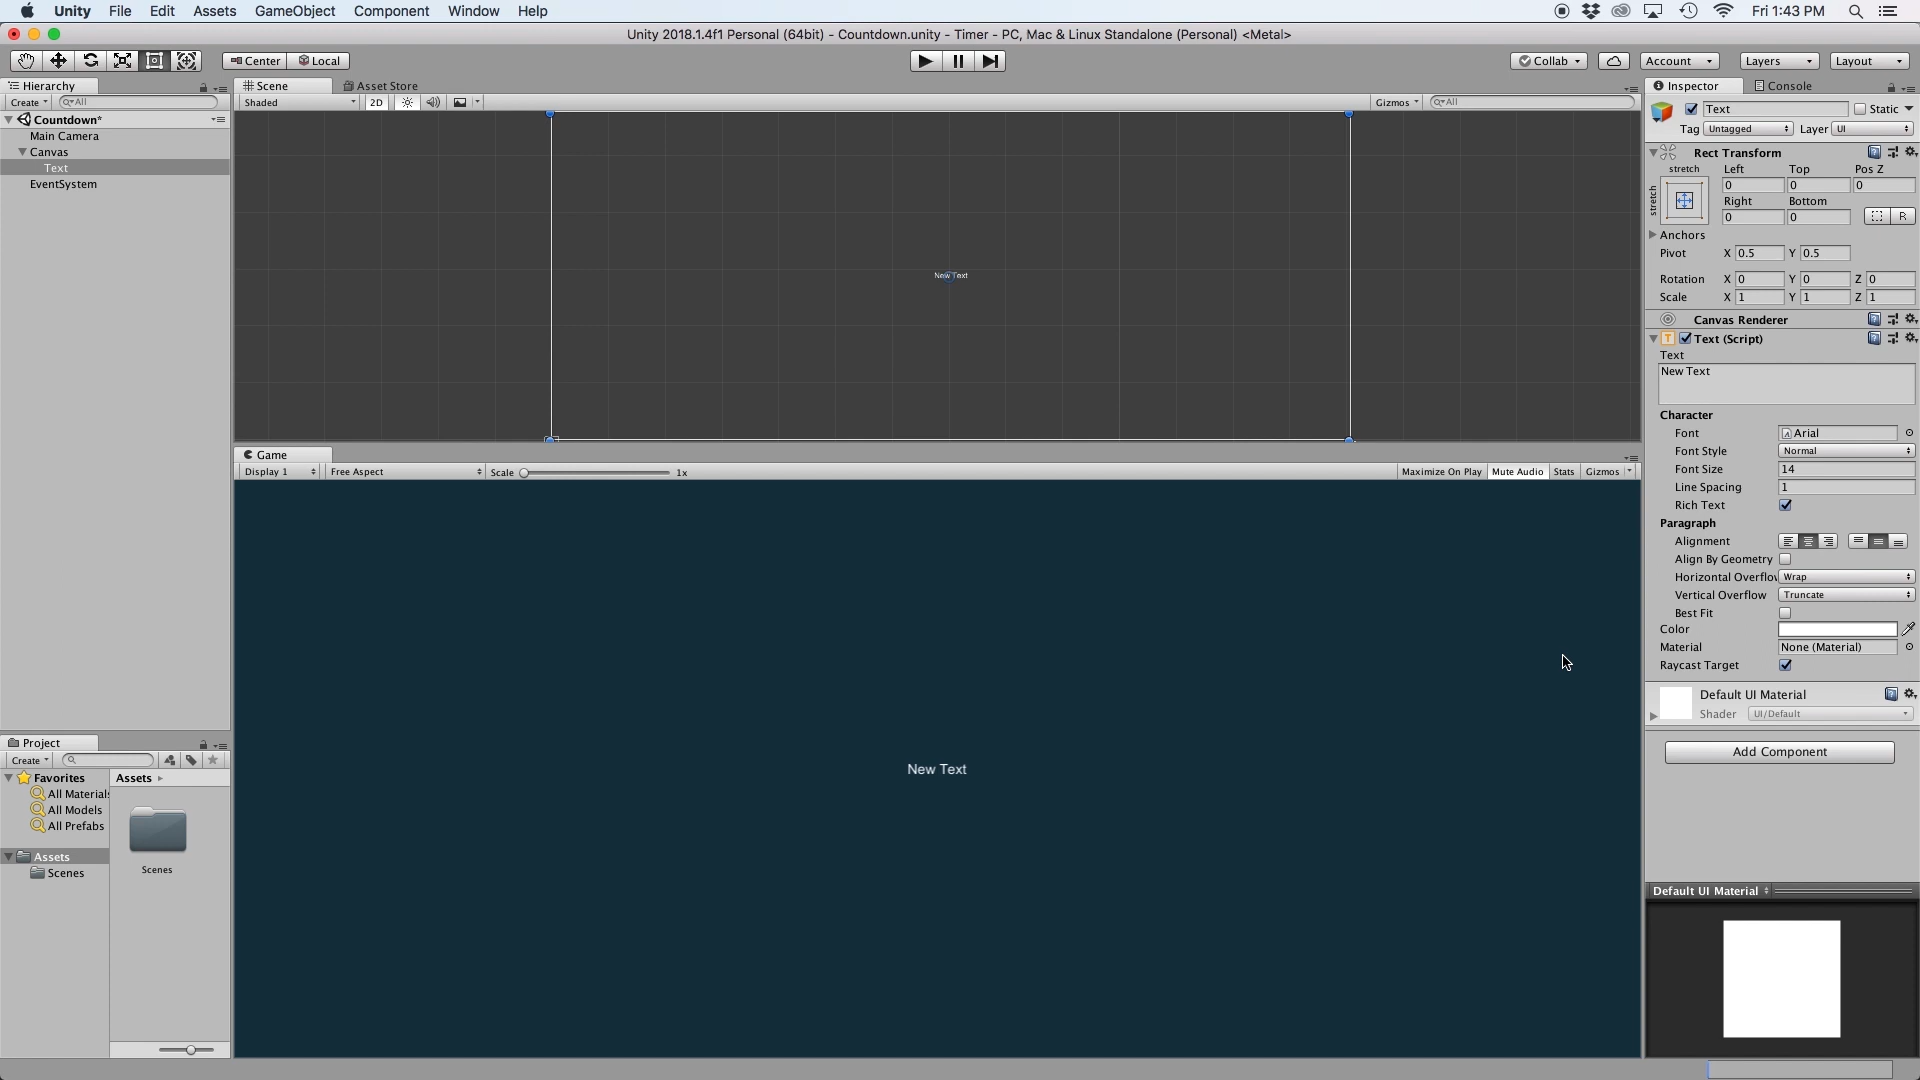 Unity File Edit Assets GameObject Component Window Help Fri 1:43 PM
Unity 2018.1.4f1 Personal (64bit) - Countdown.unity - Timer - PC, Mac & Linux Standalone (Personal) <Metal>
Center Local Collab Account Layers Layout
Hierarchy
Create All
Countdown*
Main Camera
Canvas
Text
EventSystem
Scene Asset Store
Shaded 2D Gizmos All
New Text
Game
Display 1 Free Aspect Scale 1x Maximize On Play Mute Audio Stats Gizmos
New Text
Project
Create
Favorites
All Materials
All Models
All Prefabs
Assets
Scenes
Assets
Scenes
Inspector Console
Text Static
Tag Untagged Layer UI
Rect Transform
stretch Left Top Pos Z
stretch
0 0 0
Right Bottom
0 0 R
Anchors
Pivot X 0.5 Y 0.5
Rotation X 0 Y 0 Z 0
Scale X 1 Y 1 Z 1
Canvas Renderer
Text (Script)
Text
New Text
Character
Font Arial
Font Style Normal
Font Size 14
Line Spacing 1
Rich Text
Paragraph
Alignment
Align By Geometry
Horizontal Overflow Wrap
Vertical Overflow Truncate
Best Fit
Color
Material None (Material)
Raycast Target
Default UI Material
Shader UI/Default
Add Component
Default UI Material